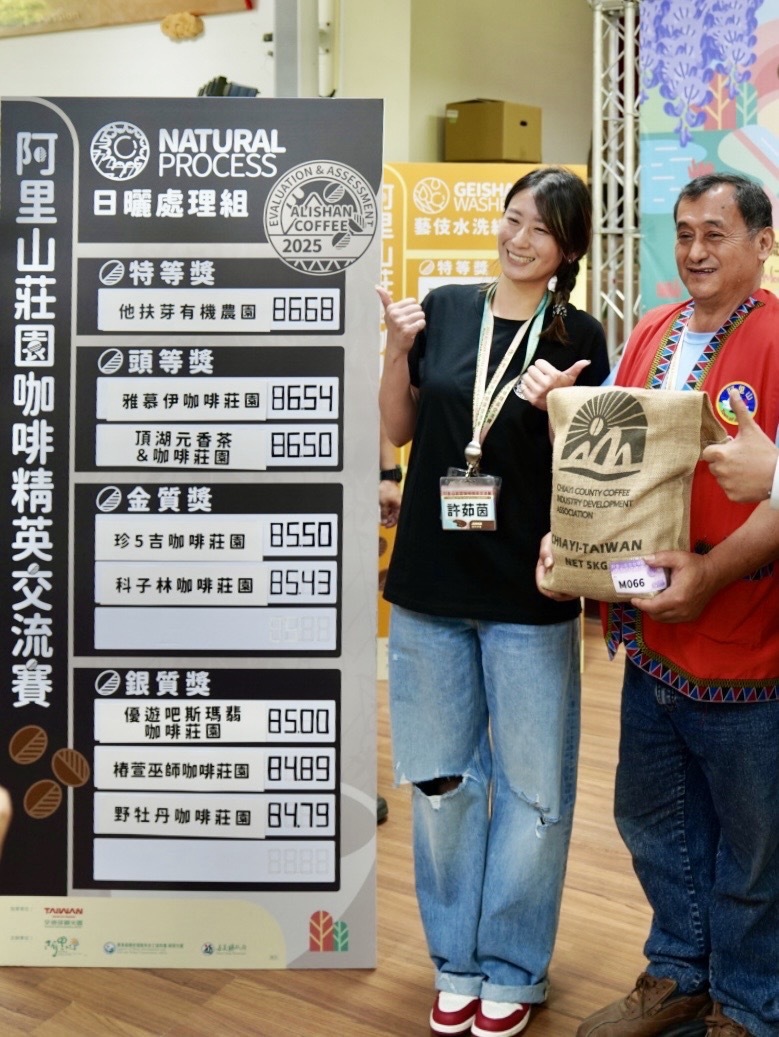 阿里山莊園咖啡精英交流賽
NATURAL
PROCESS
日曬處理組
EVALUATION & ASSESSMENT
ALISHAN
COFFEE
2025
特等獎
他扶芽有機農園 86.68
頭等獎
雅慕伊咖啡莊園 86.54
頂湖元香茶
&咖啡莊園 86.50
金質獎
珍5吉咖啡莊園 85.50
科子林咖啡莊園 85.43
銀質獎
優遊吧斯瑪翡
咖啡莊園 85.00
椿萱巫師咖啡莊園 84.89
野牡丹咖啡莊園 84.79
TAIWAN
GEISHA
WASHE
藝伎水洗組
特等獎
許茹茵
CHIAYI COUNTY COFFEE
INDUSTRY DEVELOPMENT
ASSOCIATION
CHIAYI-TAIWAN
NET 5KG
M066
阿里山